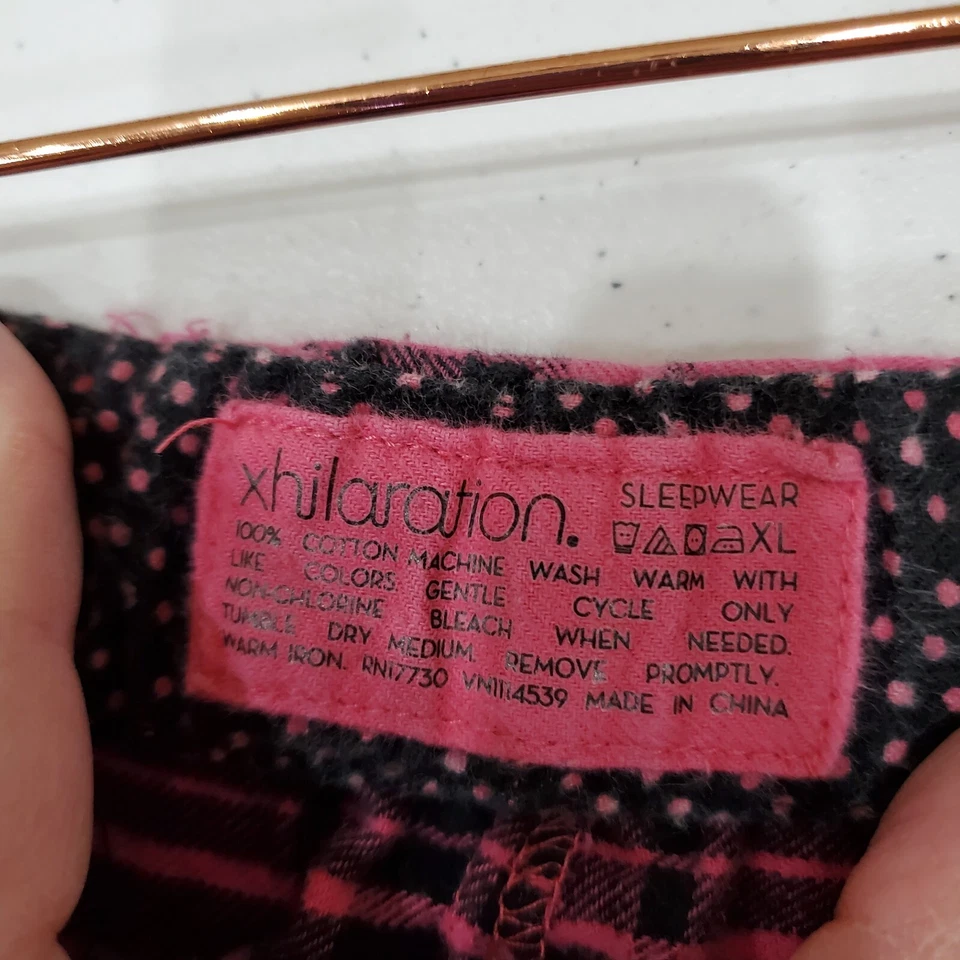 xhilaration. SLEEPWEAR
XL
100% COTTON MACHINE WASH WARM WITH
LIKE COLORS. GENTLE CYCLE ONLY
NON-CHLORINE BLEACH WHEN NEEDED.
TUMBLE DRY MEDIUM. REMOVE PROMPTLY.
WARM IRON. RN17730 VN1114539 MADE IN CHINA